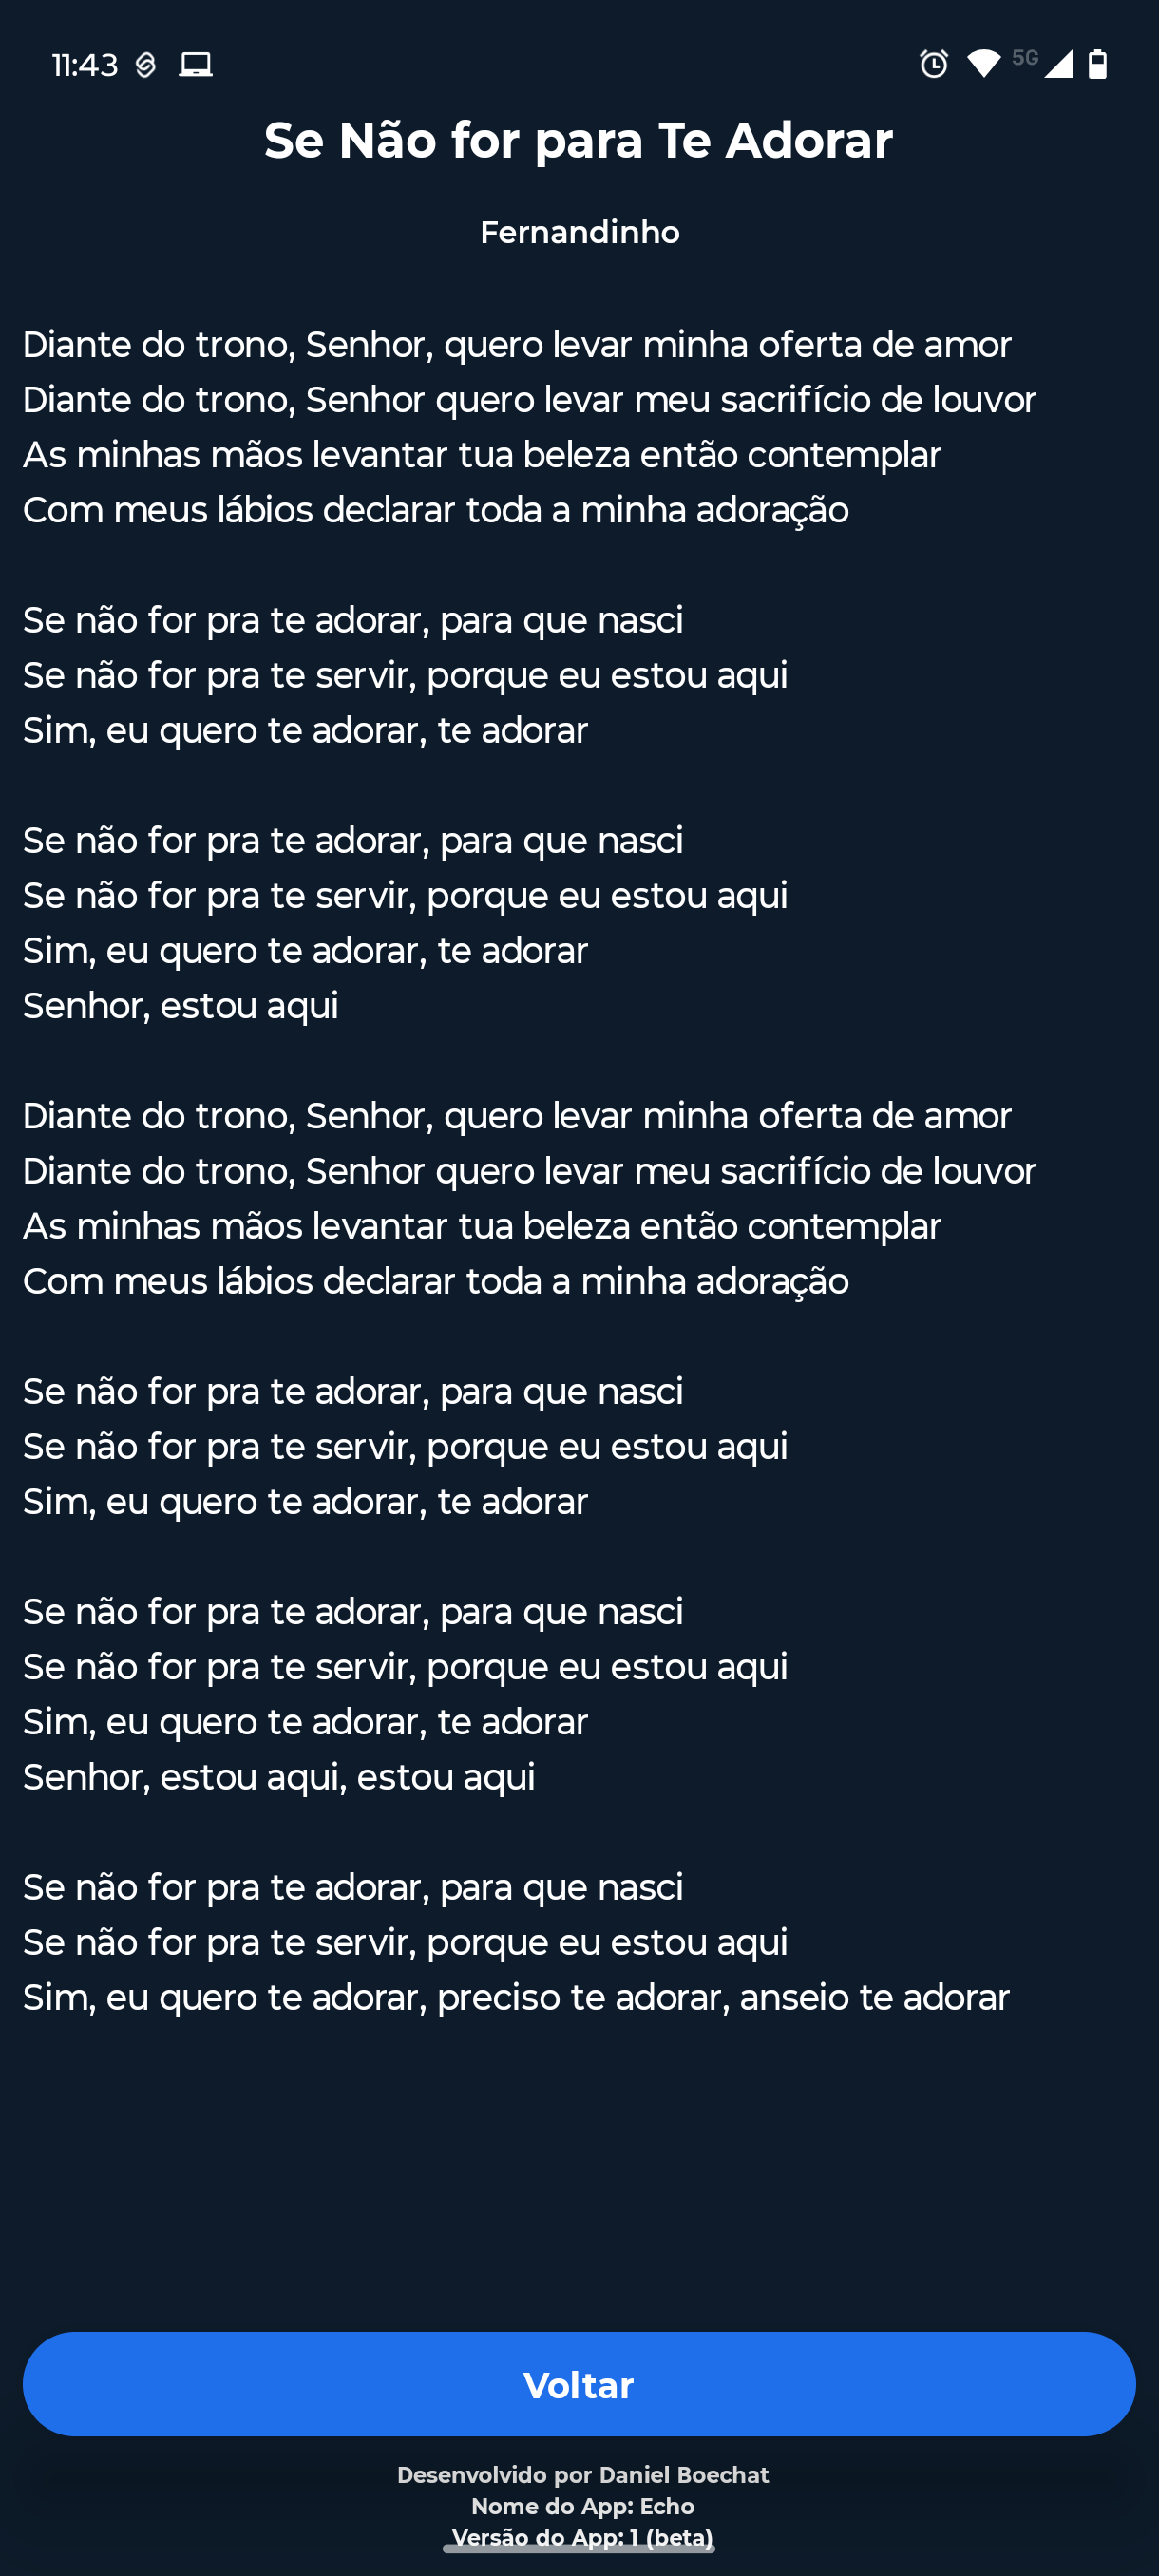 11:43
5G
Se Não for para Te Adorar
Fernandinho
Diante do trono, Senhor, quero levar minha oferta de amor
Diante do trono, Senhor quero levar meu sacrifício de louvor
As minhas mãos levantar tua beleza então contemplar
Com meus lábios declarar toda a minha adoração
Se não for pra te adorar, para que nasci
Se não for pra te servir, porque eu estou aqui
Sim, eu quero te adorar, te adorar
Se não for pra te adorar, para que nasci
Se não for pra te servir, porque eu estou aqui
Sim, eu quero te adorar, te adorar
Senhor, estou aqui
Diante do trono, Senhor, quero levar minha oferta de amor
Diante do trono, Senhor quero levar meu sacrifício de louvor
As minhas mãos levantar tua beleza então contemplar
Com meus lábios declarar toda a minha adoração
Se não for pra te adorar, para que nasci
Se não for pra te servir, porque eu estou aqui
Sim, eu quero te adorar, te adorar
Se não for pra te adorar, para que nasci
Se não for pra te servir, porque eu estou aqui
Sim, eu quero te adorar, te adorar
Senhor, estou aqui, estou aqui
Se não for pra te adorar, para que nasci
Se não for pra te servir, porque eu estou aqui
Sim, eu quero te adorar, preciso te adorar, anseio te adorar
Voltar
Desenvolvido por Daniel Boechat
Nome do App: Echo
Versão do App: 1 (beta)